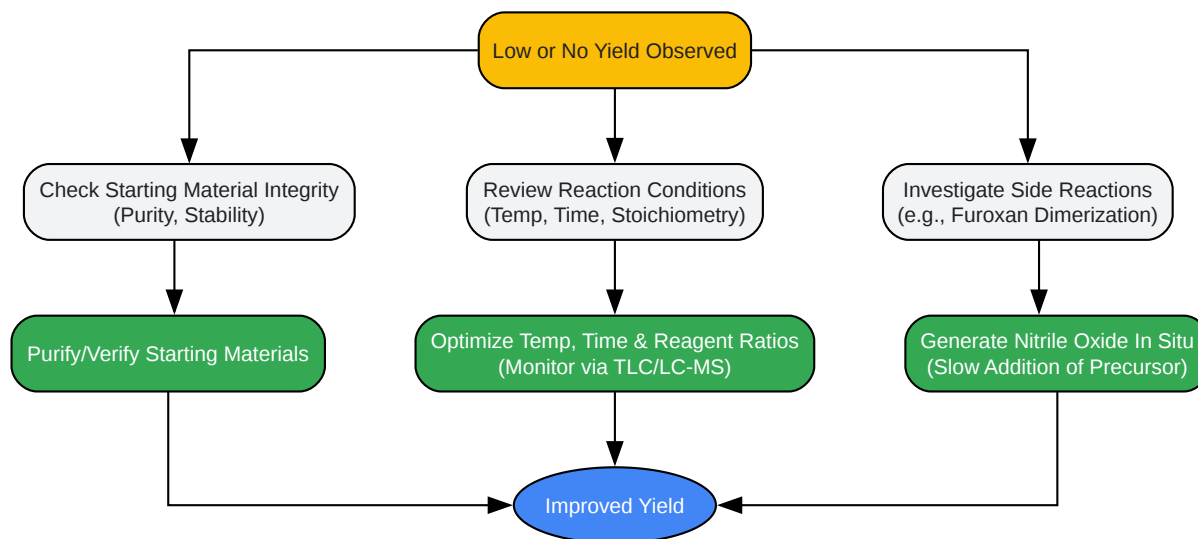 Low or No Yield Observed
Check Starting Material Integrity
(Purity, Stability)
Review Reaction Conditions
(Temp, Time, Stoichiometry)
Investigate Side Reactions
(e.g., Furoxan Dimerization)
Purify/Verify Starting Materials
Optimize Temp, Time & Reagent Ratios
(Monitor via TLC/LC-MS)
Generate Nitrile Oxide In Situ
(Slow Addition of Precursor)
Improved Yield